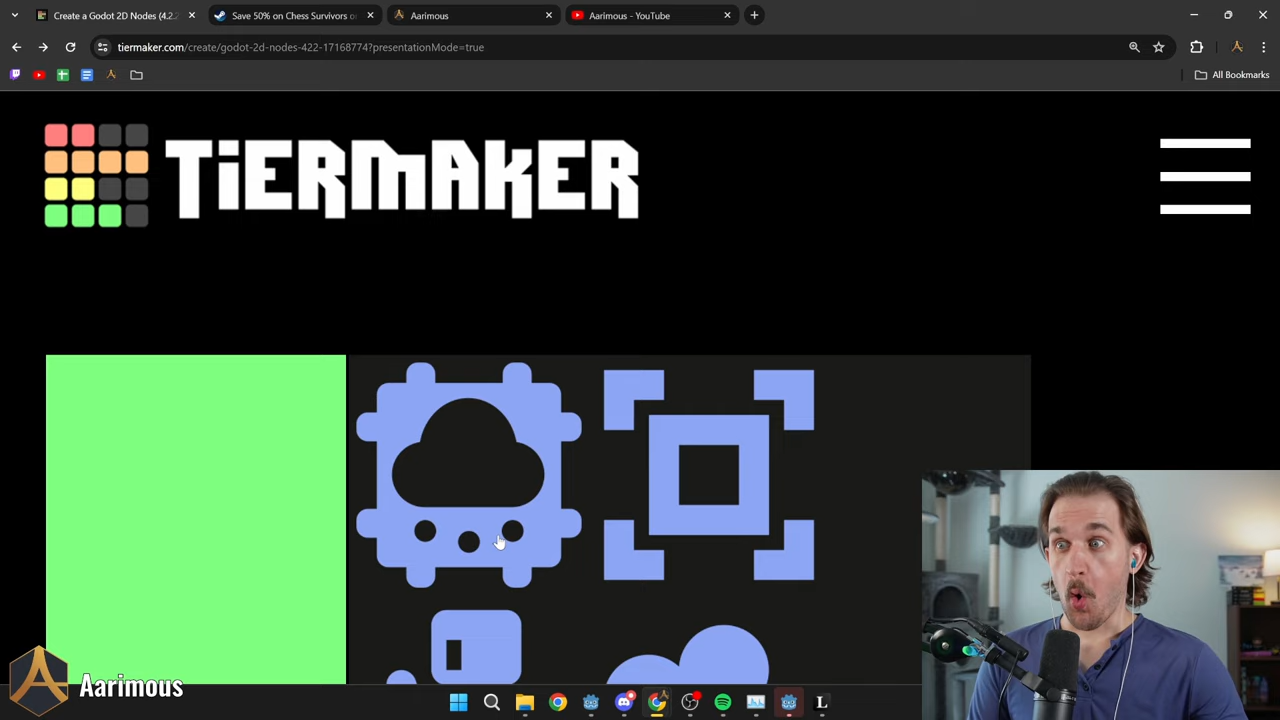 Create a Godot 2D Nodes (4.2.2
Save 50% on Chess Survivors o
Aarimous
Aarimous - YouTube
tiermaker.com/create/godot-2d-nodes-422-17168774?presentationMode=true
All Bookmarks
TiERMAKER
Aarimous